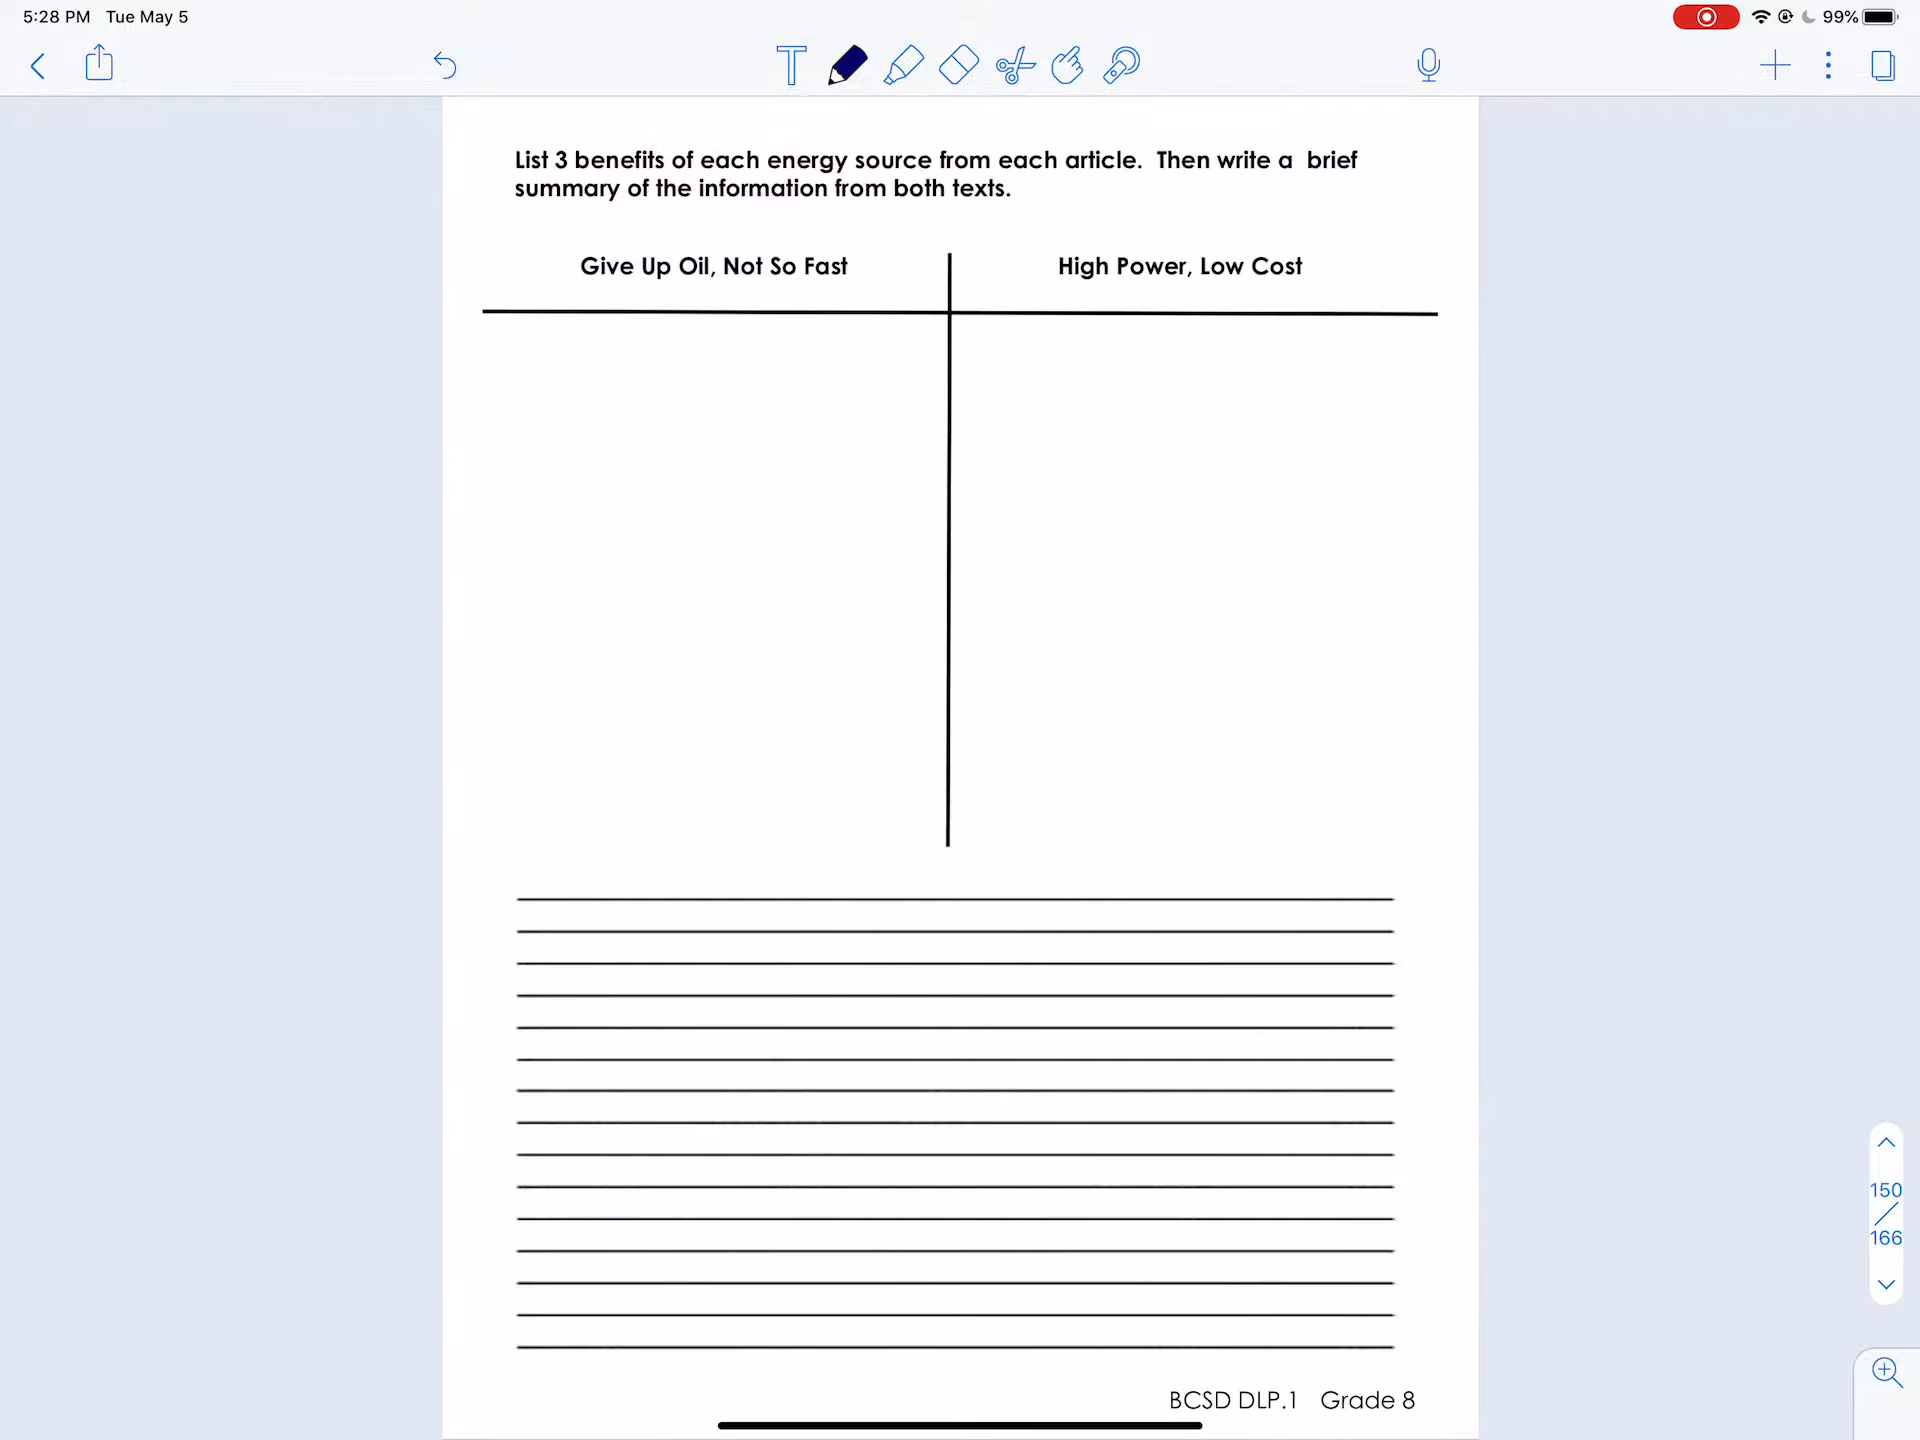 5:28 PM Tue May 5
99%
T
List 3 benefits of each energy source from each article. Then write a brief
summary of the information from both texts.
Give Up Oil, Not So Fast
High Power, Low Cost
150
/
166
BCSD DLP.1 Grade 8